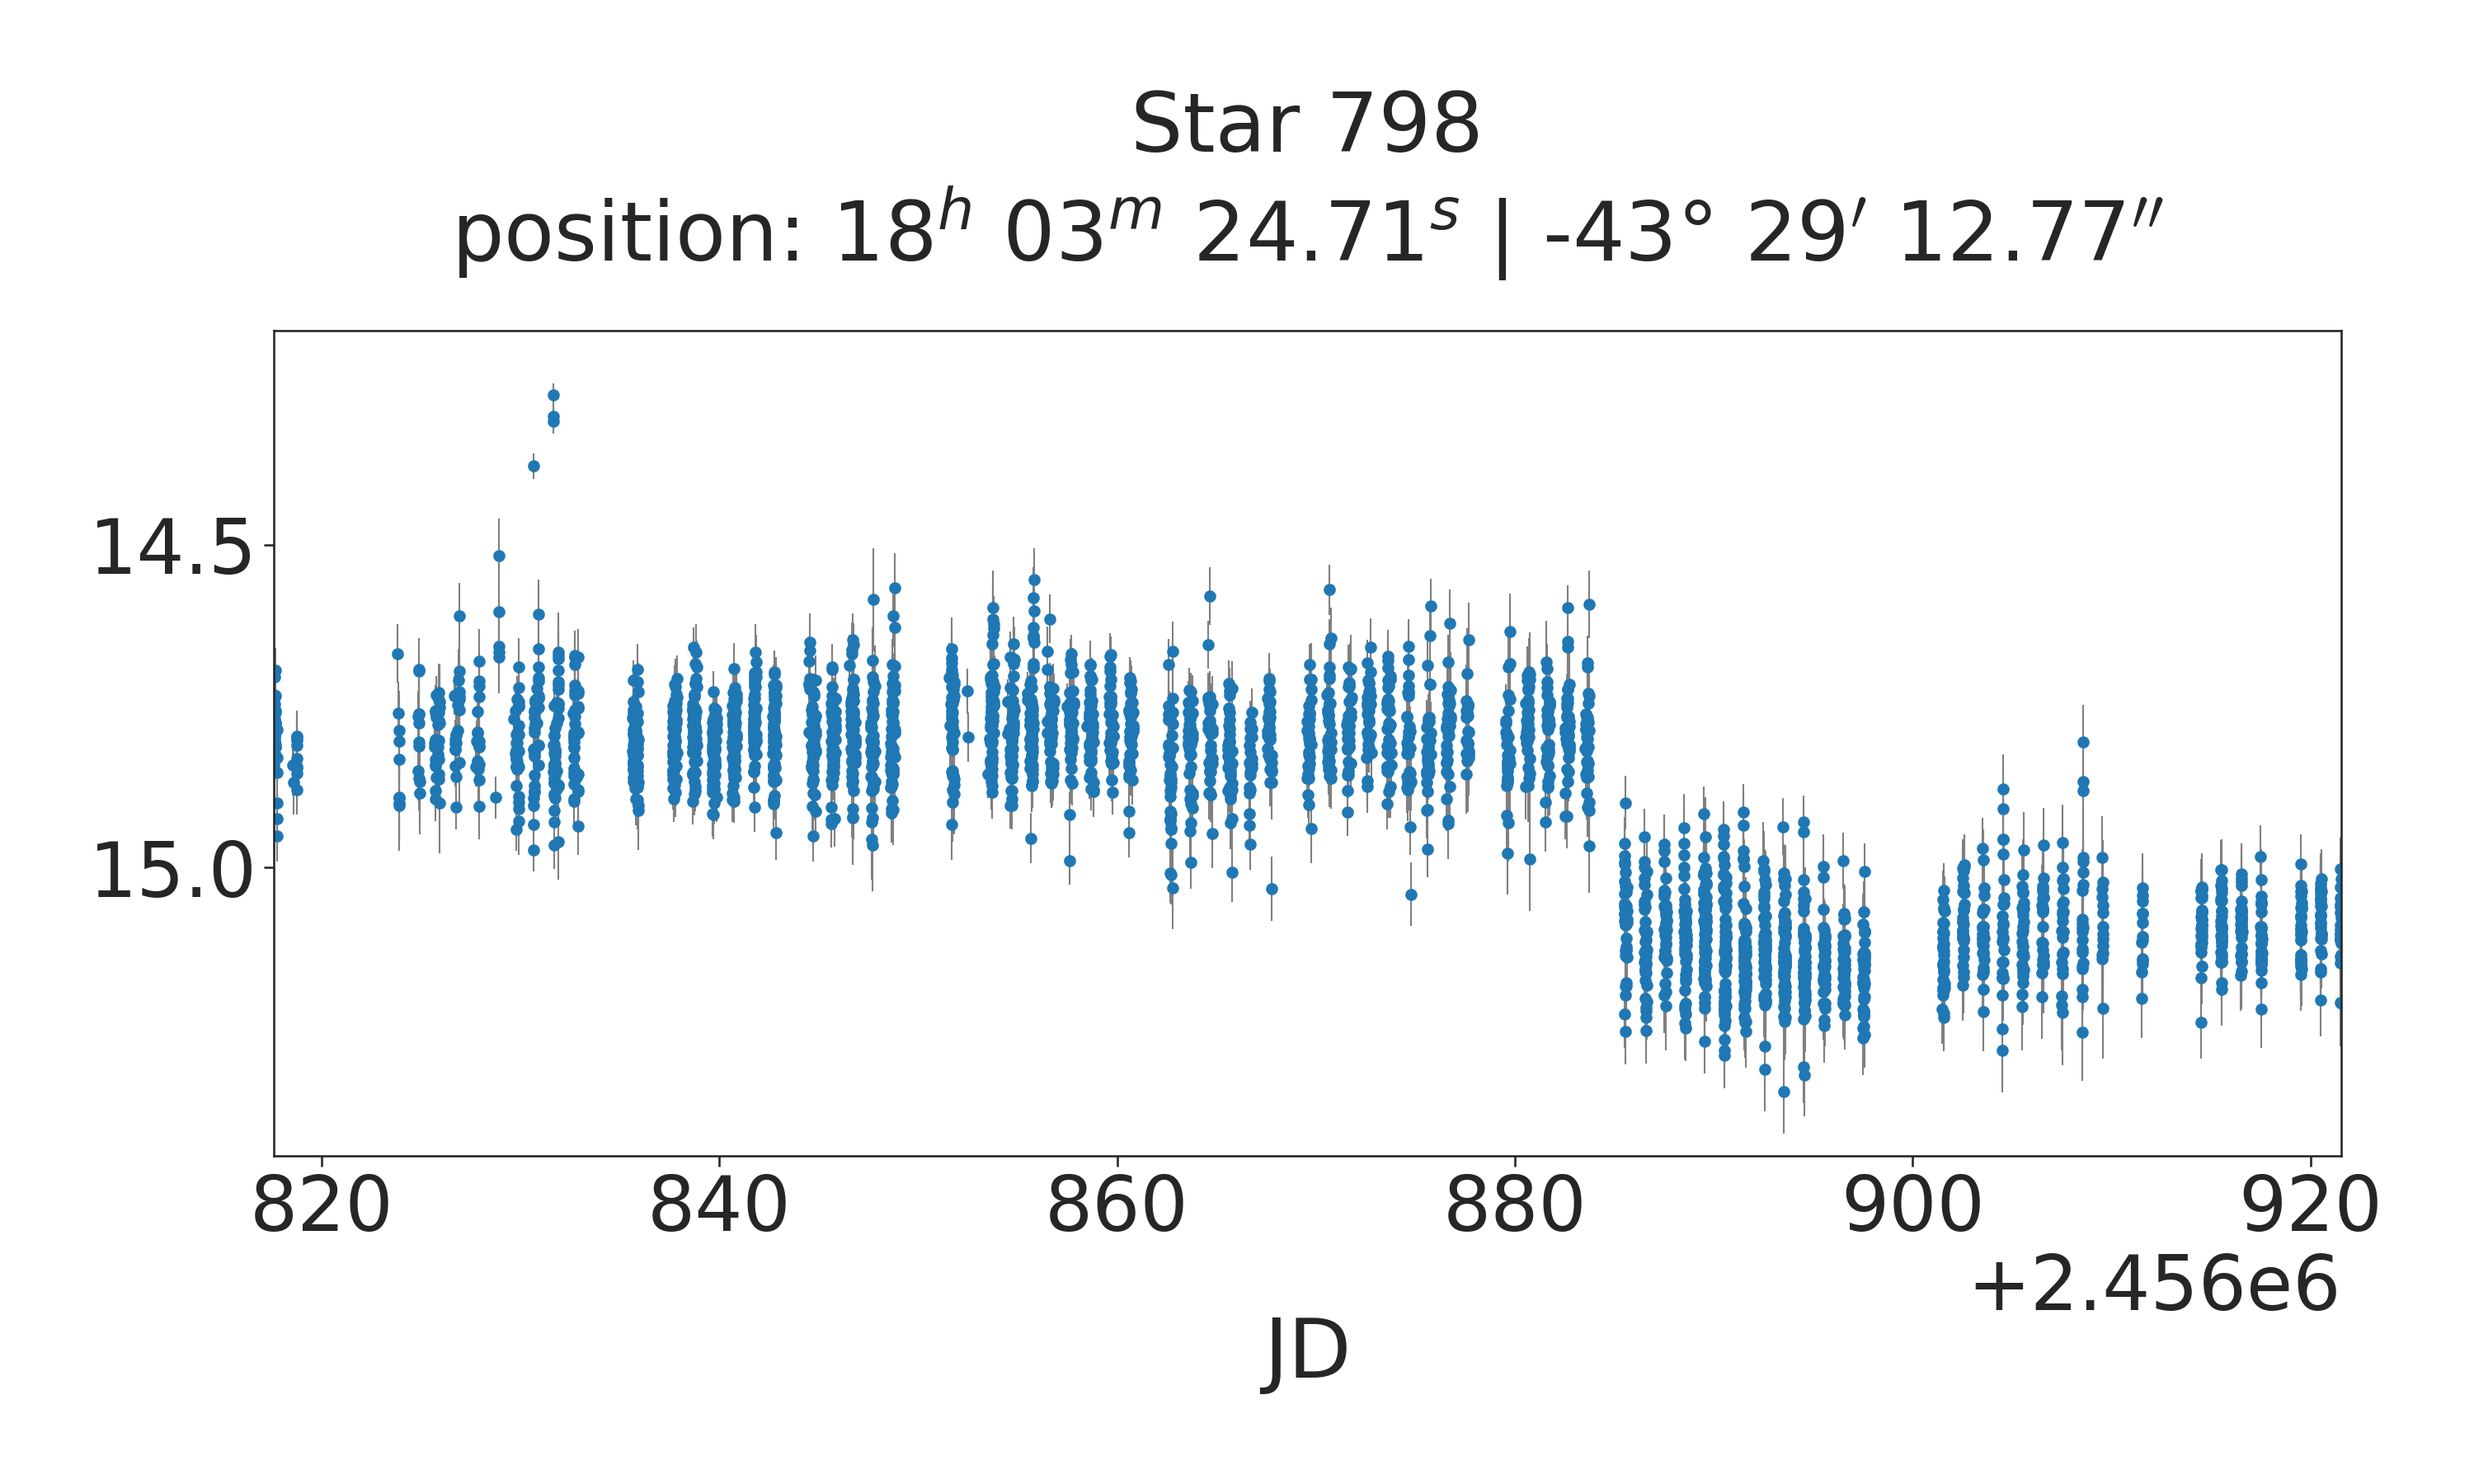 Star 798
position: 18ʰ 03ᵐ 24.71ˢ | -43° 29′ 12.77′′
14.5
15.0
820 840 860 880 900 920
+2.456e6
JD